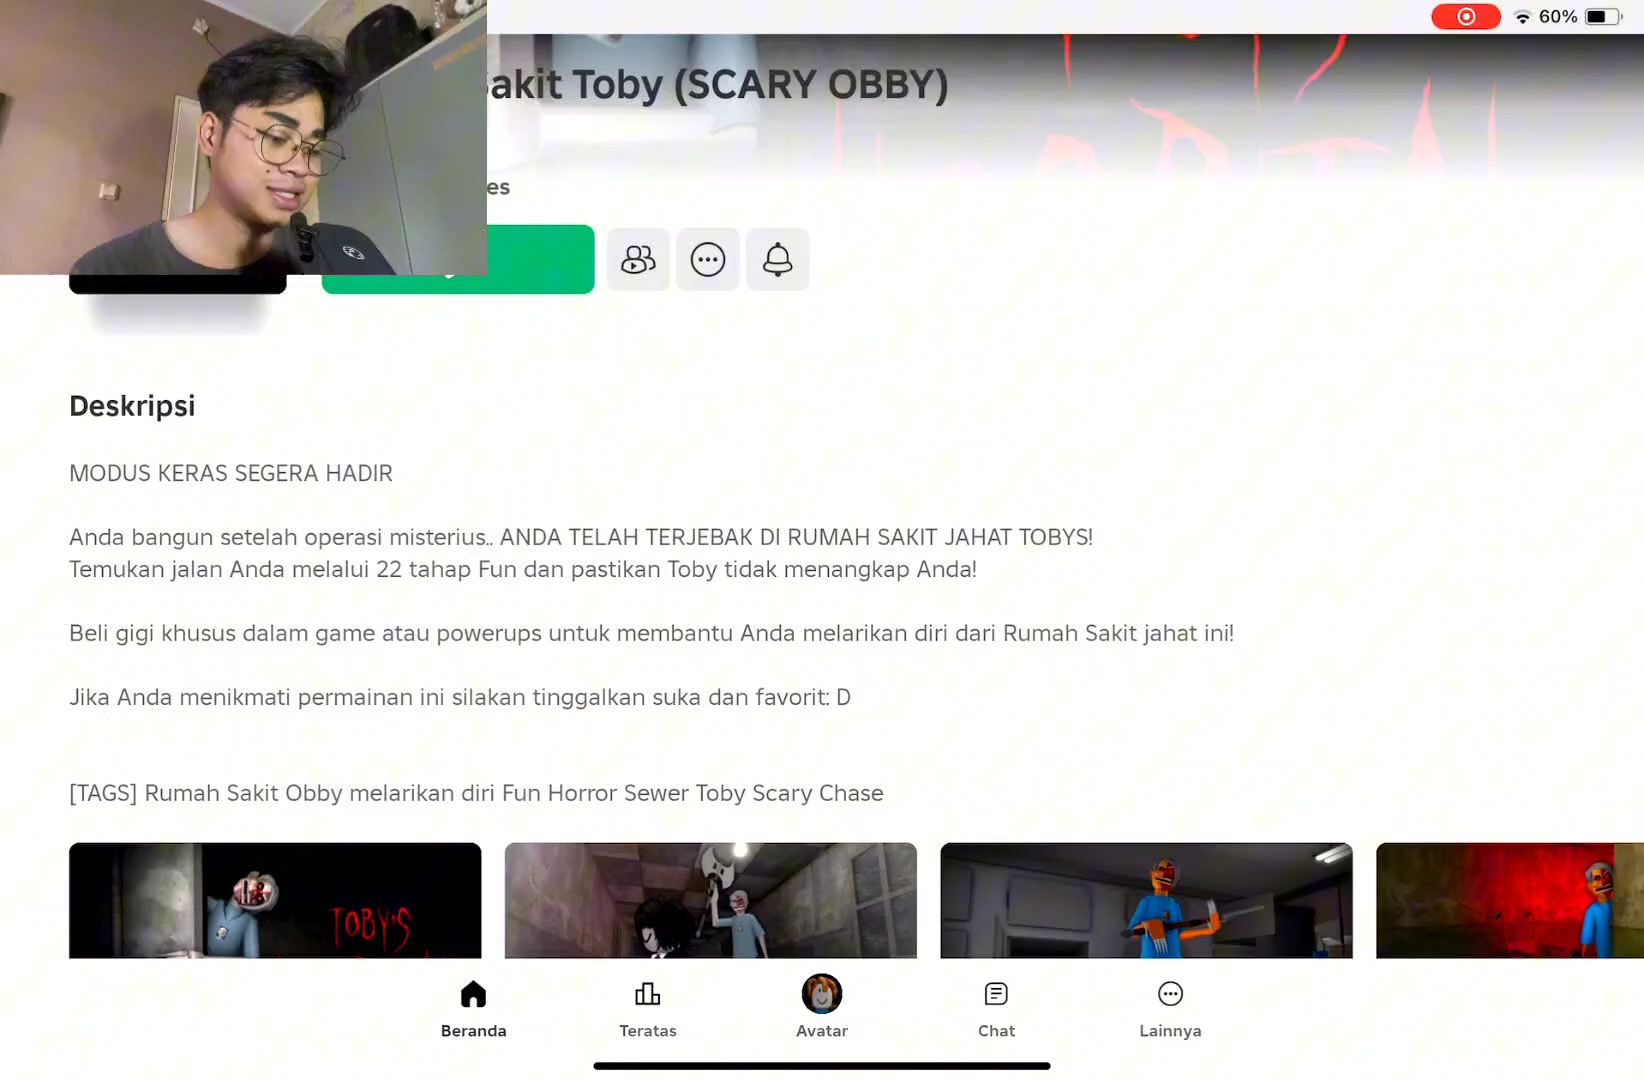 60%
akit Toby (SCARY OBBY)
es
Deskripsi
MODUS KERAS SEGERA HADIR
Anda bangun setelah operasi misterius.. ANDA TELAH TERJEBAK DI RUMAH SAKIT JAHAT TOBYS!
Temukan jalan Anda melalui 22 tahap Fun dan pastikan Toby tidak menangkap Anda!
Beli gigi khusus dalam game atau powerups untuk membantu Anda melarikan diri dari Rumah Sakit jahat ini!
Jika Anda menikmati permainan ini silakan tinggalkan suka dan favorit: D
[TAGS] Rumah Sakit Obby melarikan diri Fun Horror Sewer Toby Scary Chase
TOBY'S
Beranda
Teratas
Avatar
Chat
Lainnya